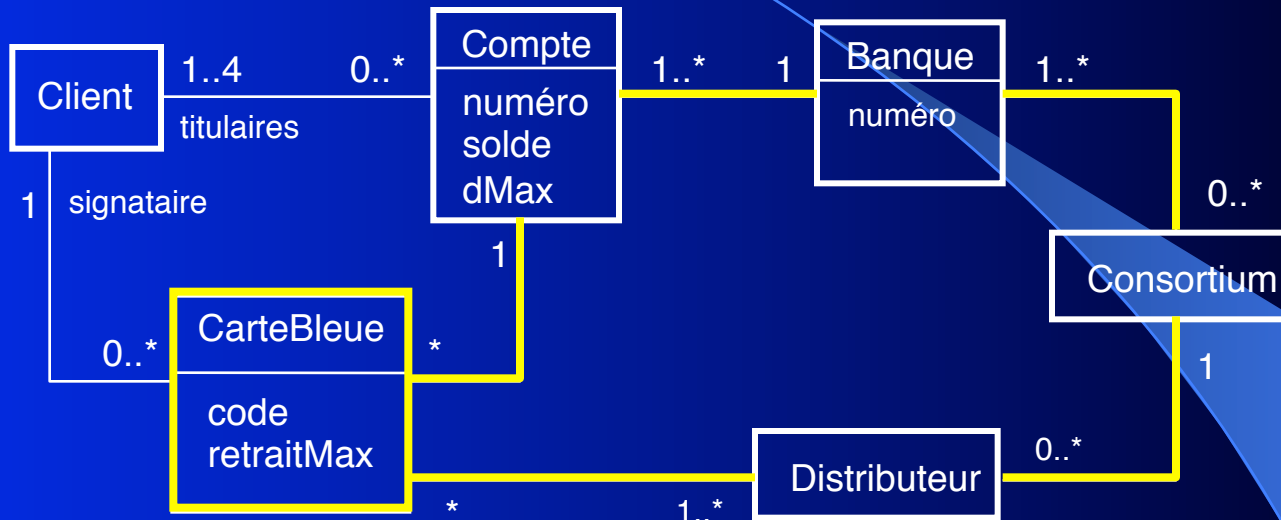 Client
1..4
0..*
titulaires
Compte
numéro
solde
dMax
1..*
1
Banque
numéro
1..*
0..*
Consortium
1
signataire
0..*
1
CarteBleue
*
code
retraitMax
*
1..*
Distributeur
0..*
1